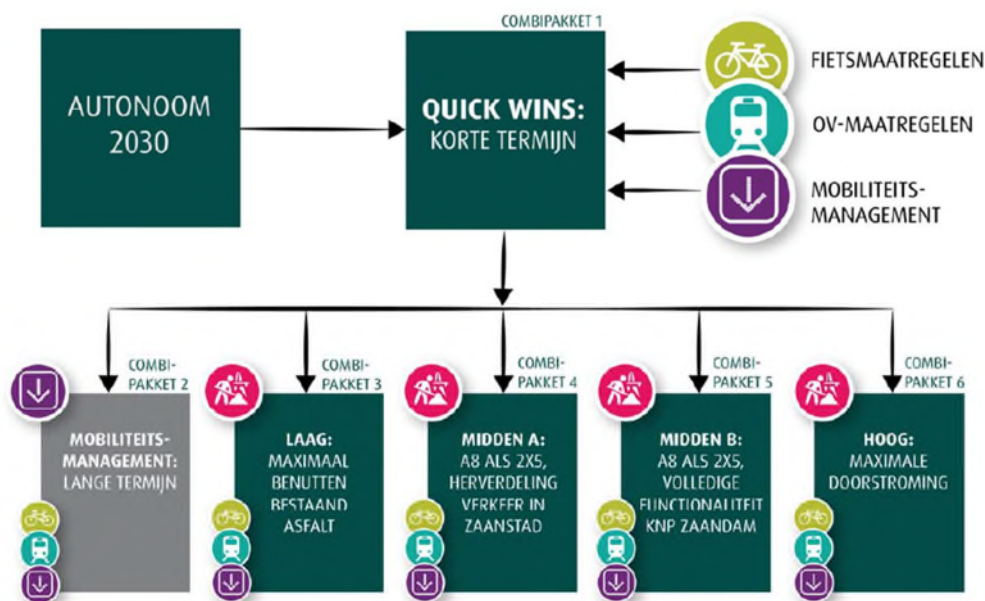 COMBIPAKKET 1
AUTONOOM
2030
QUICK WINS:
KORTE TERMIJN
FIETSMAATREGELEN
OV-MAATREGELEN
MOBILITEITS-
MANAGEMENT
COMBI-
PAKKET 2
MOBILITEITS-
MANAGEMENT:
LANGE TERMIJN
COMBI-
PAKKET 3
LAAG:
MAXIMAAL
BENUTTEN
BESTAAND
ASFALT
COMBI-
PAKKET 4
MIDDEN A:
A8 ALS 2X5,
HERVERDELING
VERKEER IN
ZAANSTAD
COMBI-
PAKKET 5
MIDDEN B:
A8 ALS 2X5,
VOLLEDIGE
FUNCTIONALITEIT
KNP ZAANDAM
COMBI-
PAKKET 6
HOOG:
MAXIMALE
DOORSTROMING